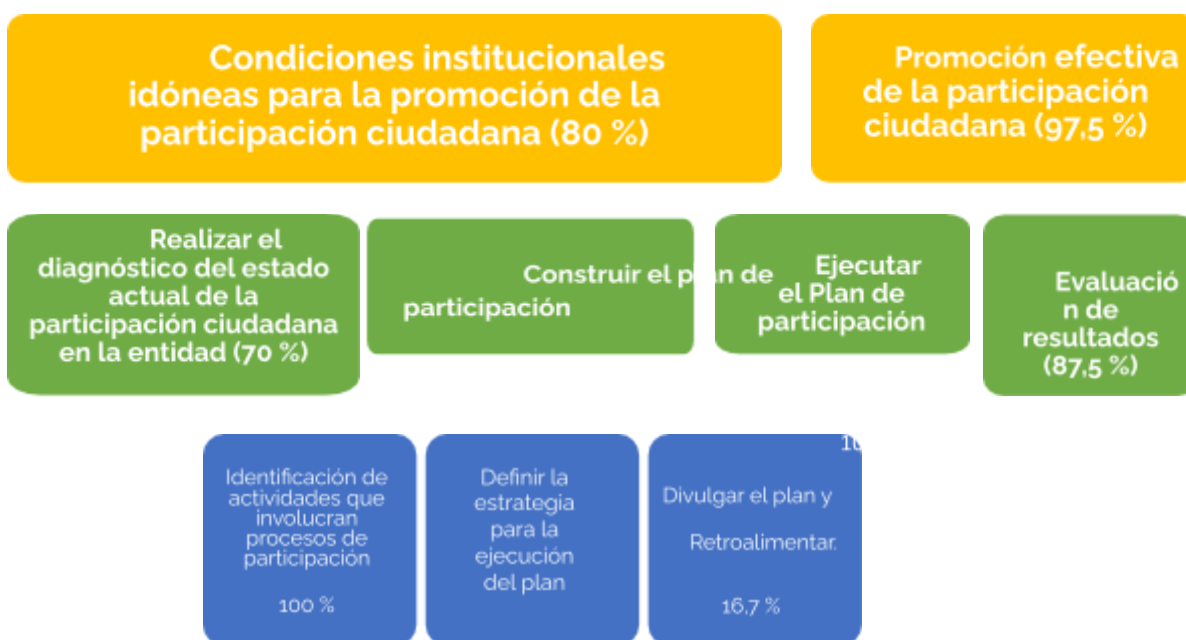 Condiciones institucionales
idóneas para la promoción de la
participación ciudadana (80 %)
Promoción efectiva
de la participación
ciudadana (97,5 %)
Realizar el
diagnóstico del estado
actual de la
participación ciudadana
en la entidad (70 %)
Construir el plan de
participación
Ejecutar
el Plan de
participación
Evaluació
n de
resultados
(87,5 %)
Identificación de
actividades que
involucran
procesos de
participación
100 %
Definir la
estrategia
para la
ejecución
del plan
Divulgar el plan y
Retroalimentar.
16,7 %